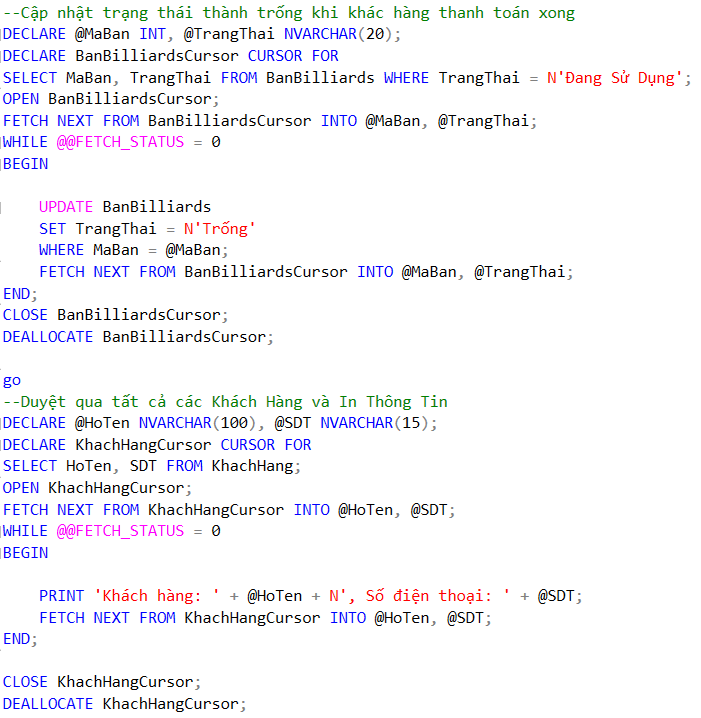 --Cập nhật trạng thái thành trống khi khác hàng thanh toán xong
DECLARE @MaBan INT, @TrangThai NVARCHAR(20);
DECLARE BanBilliardsCursor CURSOR FOR
SELECT MaBan, TrangThai FROM BanBilliards WHERE TrangThai = N'Đang Sử Dụng';
OPEN BanBilliardsCursor;
FETCH NEXT FROM BanBilliardsCursor INTO @MaBan, @TrangThai;
WHILE @@FETCH_STATUS = 0
BEGIN
    UPDATE BanBilliards
    SET TrangThai = N'Trống'
    WHERE MaBan = @MaBan;
    FETCH NEXT FROM BanBilliardsCursor INTO @MaBan, @TrangThai;
END;
CLOSE BanBilliardsCursor;
DEALLOCATE BanBilliardsCursor;
go
--Duyệt qua tất cả các Khách Hàng và In Thông Tin
DECLARE @HoTen NVARCHAR(100), @SDT NVARCHAR(15);
DECLARE KhachHangCursor CURSOR FOR
SELECT HoTen, SDT FROM KhachHang;
OPEN KhachHangCursor;
FETCH NEXT FROM KhachHangCursor INTO @HoTen, @SDT;
WHILE @@FETCH_STATUS = 0
BEGIN
    PRINT 'Khách hàng: ' + @HoTen + N', Số điện thoại: ' + @SDT;
    FETCH NEXT FROM KhachHangCursor INTO @HoTen, @SDT;
END;
CLOSE KhachHangCursor;
DEALLOCATE KhachHangCursor;